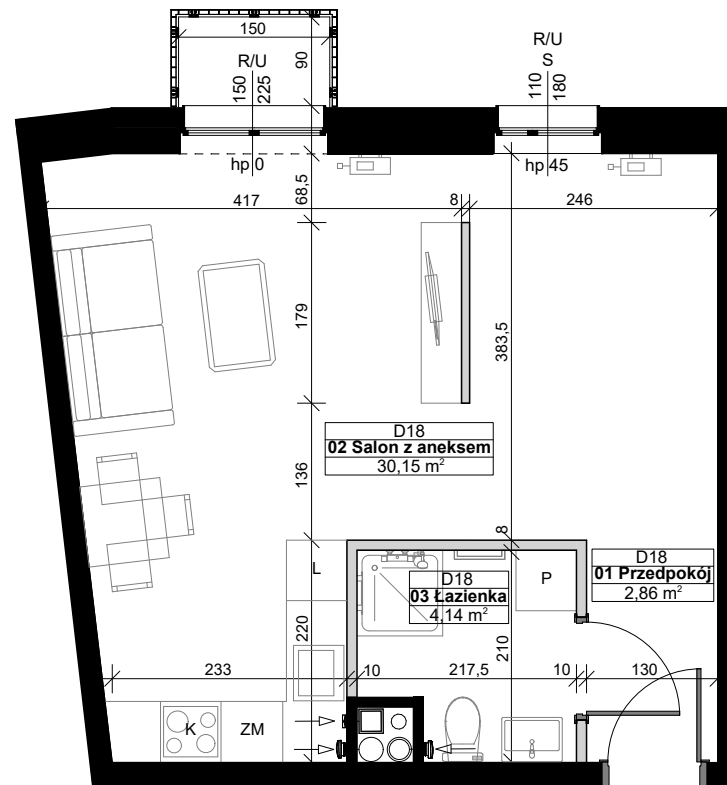 150
90
R/U
150
225
hp 0
R/U
S
110
180
hp 45
417
68,5
8
246
179
383,5
D18
02 Salon z aneksem
30,15 m²
136
8
L
D18
03 Łazienka
4,14 m²
P
D18
01 Przedpokój
2,86 m²
220
210
233
10
217,5
10
130
K
ZM